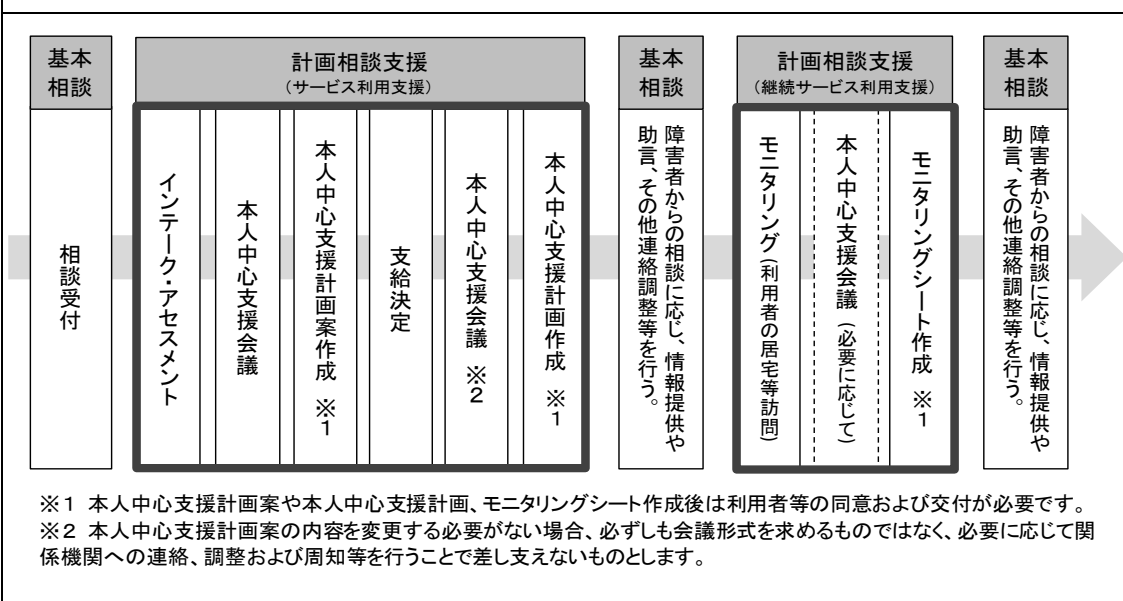 基本
相談
計画相談支援
(サービス利用支援)
基本
相談
計画相談支援
(継続サービス利用支援)
基本
相談
相談受付
インテーク・アセスメント
本人中心支援会議
本人中心支援計画案作成 ※1
支給決定
本人中心支援会議 ※2
本人中心支援計画作成 ※1
障害者からの相談に応じ、情報提供や
助言、その他連絡調整等を行う。
モニタリング(利用者の居宅等訪問)
本人中心支援会議(必要に応じて)
モニタリングシート作成 ※1
障害者からの相談に応じ、情報提供や
助言、その他連絡調整等を行う。
※1 本人中心支援計画案や本人中心支援計画、モニタリングシート作成後は利用者等の同意および交付が必要です。
※2 本人中心支援計画案の内容を変更する必要がない場合、必ずしも会議形式を求めるものではなく、必要に応じて関
係機関への連絡、調整および周知等を行うことで差し支えないものとします。